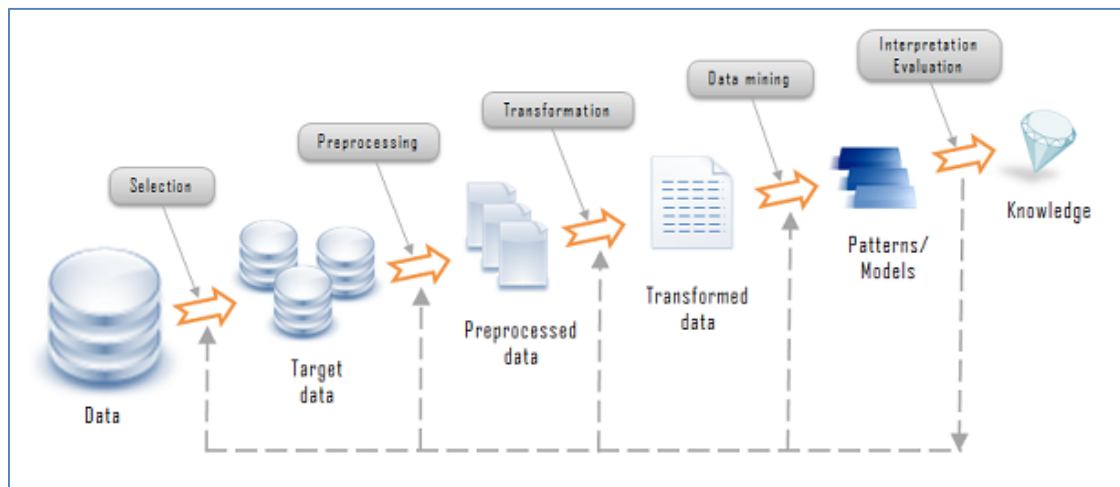 Interpretation
Evaluation
Data mining
Transformation
Preprocessing
Selection
Knowledge
Patterns/
Models
Transformed
data
Preprocessed
data
Target
data
Data